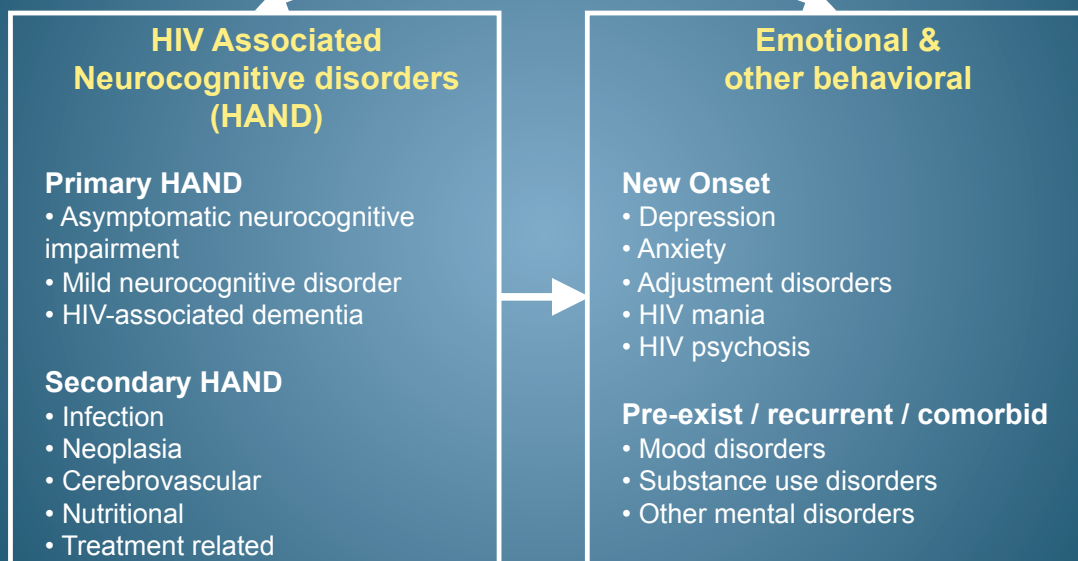 HIV Associated
Neurocognitive disorders
(HAND)
Primary HAND
• Asymptomatic neurocognitive
impairment
• Mild neurocognitive disorder
• HIV-associated dementia
Secondary HAND
• Infection
• Neoplasia
• Cerebrovascular
• Nutritional
• Treatment related
Emotional &
other behavioral
New Onset
• Depression
• Anxiety
• Adjustment disorders
• HIV mania
• HIV psychosis
Pre-exist / recurrent / comorbid
• Mood disorders
• Substance use disorders
• Other mental disorders